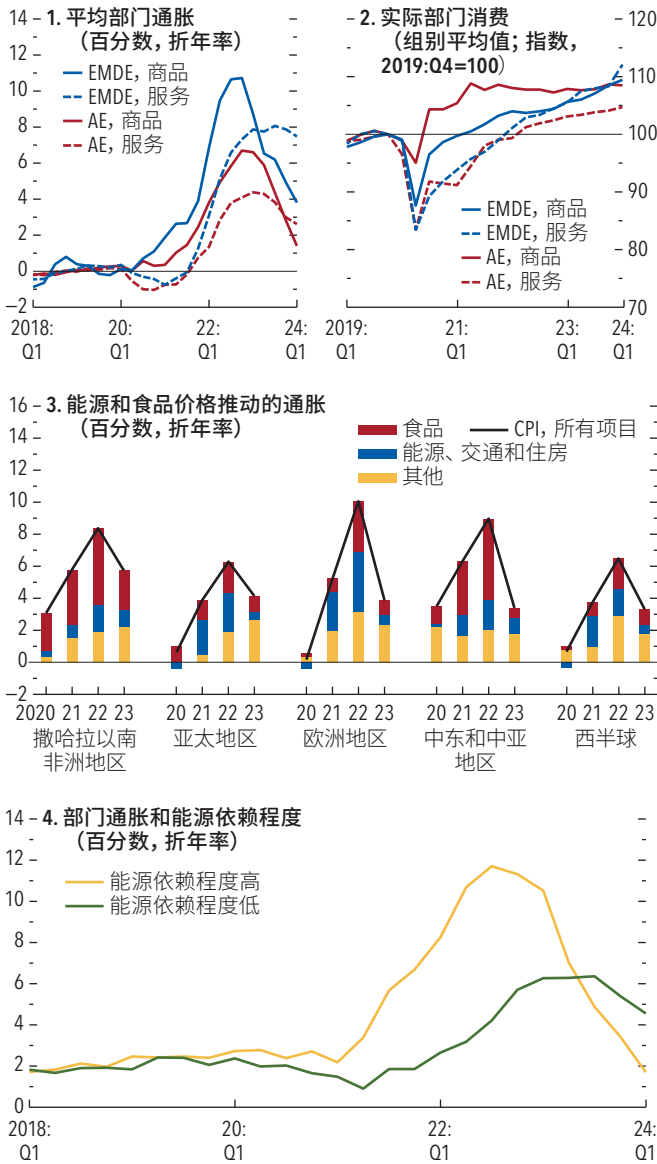 1. 平均部门通胀
（百分数，折年率）
EMDE，商品
EMDE，服务
AE，商品
AE，服务
14
12
10
8
6
4
2
0
−2
2018:
Q1
20:
Q1
22:
Q1
24:
Q1
2. 实际部门消费
（组别平均值；指数，
2019:Q4=100）
EMDE，商品
EMDE，服务
AE，商品
AE，服务
120
110
100
90
80
70
2019:
Q1
21:
Q1
23:
Q1
24:
Q1
3. 能源和食品价格推动的通胀
（百分数，折年率）
食品
CPI，所有项目
能源、交通和住房
其他
16
14
12
10
8
6
4
2
0
−2
2020 21 22 23
20 21 22 23
20 21 22 23
20 21 22 23
20 21 22 23
撒哈拉以南
非洲地区
亚太地区
欧洲地区
中东和中亚
地区
西半球
4. 部门通胀和能源依赖程度
（百分数，折年率）
能源依赖程度高
能源依赖程度低
14
12
10
8
6
4
2
0
2018:
Q1
20:
Q1
22:
Q1
24:
Q1